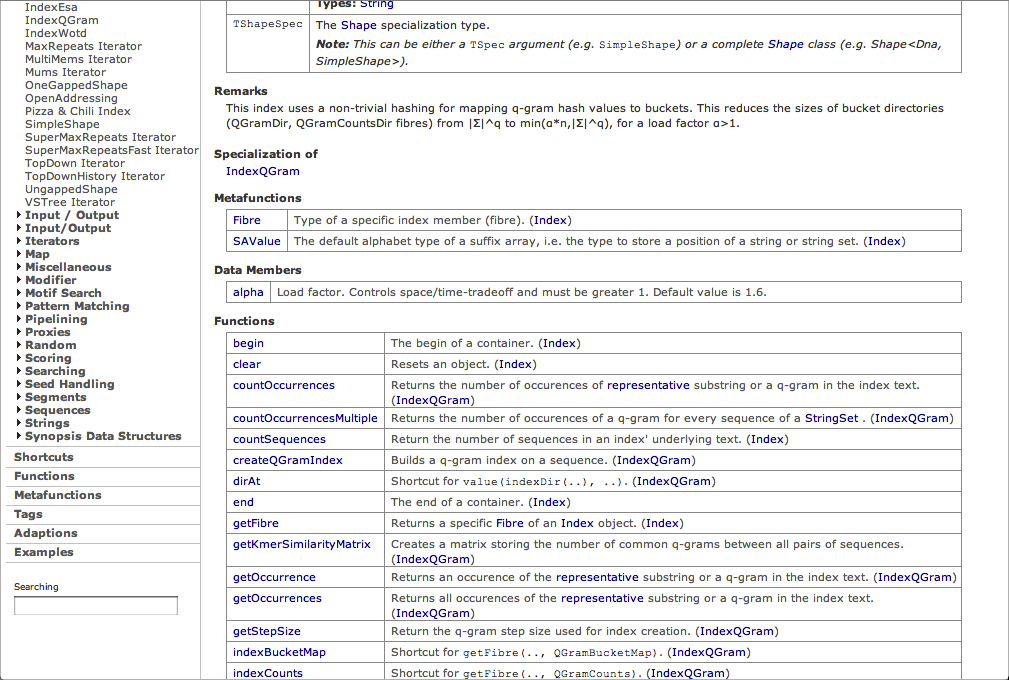 IndexEsa
IndexQGram
IndexWotd
MaxRepeats Iterator
MultiMems Iterator
Mums Iterator
OneGappedShape
OpenAddressing
Pizza & Chili Index
SimpleShape
SuperMaxRepeats Iterator
SuperMaxRepeatsFast Iterator
TopDown Iterator
TopDownHistory Iterator
UngappedShape
VSTree Iterator
Input / Output
Input/Output
Iterators
Map
Miscellaneous
Modifier
Motif Search
Pattern Matching
Pipelining
Proxies
Random
Scoring
Searching
Seed Handling
Segments
Sequences
Strings
Synopsis Data Structures
Shortcuts
Functions
Metafunctions
Tags
Adaptions
Examples
Searching
Types: String
TShapeSpec The Shape specialization type.
Note: This can be either a TSpec argument (e.g. SimpleShape) or a complete Shape class (e.g. Shape<Dna,
SimpleShape>).
Remarks
This index uses a non-trivial hashing for mapping q-gram hash values to buckets. This reduces the sizes of bucket directories
(QGramDir, QGramCountsDir fibres) from |Σ|^q to min(α*n,|Σ|^q), for a load factor α>1.
Specialization of
IndexQGram
Metafunctions
Fibre Type of a specific index member (fibre). (Index)
SAValue The default alphabet type of a suffix array, i.e. the type to store a position of a string or string set. (Index)
Data Members
alpha Load factor. Controls space/time-tradeoff and must be greater 1. Default value is 1.6.
Functions
begin The begin of a container. (Index)
clear Resets an object. (Index)
countOccurrences Returns the number of occurences of representative substring or a q-gram in the index text.
(IndexQGram)
countOccurrencesMultiple Returns the number of occurences of a q-gram for every sequence of a StringSet . (IndexQGram)
countSequences Return the number of sequences in an index' underlying text. (Index)
createQGramIndex Builds a q-gram index on a sequence. (IndexQGram)
dirAt Shortcut for value(indexDir(..), ..). (IndexQGram)
end The end of a container. (Index)
getFibre Returns a specific Fibre of an Index object. (Index)
getKmerSimilarityMatrix Creates a matrix storing the number of common q-grams between all pairs of sequences.
(IndexQGram)
getOccurrence Returns an occurence of the representative substring or a q-gram in the index text. (IndexQGram)
getOccurrences Returns all occurences of the representative substring or a q-gram in the index text.
(IndexQGram)
getStepSize Return the q-gram step size used for index creation. (IndexQGram)
indexBucketMap Shortcut for getFibre(.., QGramBucketMap). (IndexQGram)
indexCounts Shortcut for getFibre(.., QGramCounts). (IndexQGram)